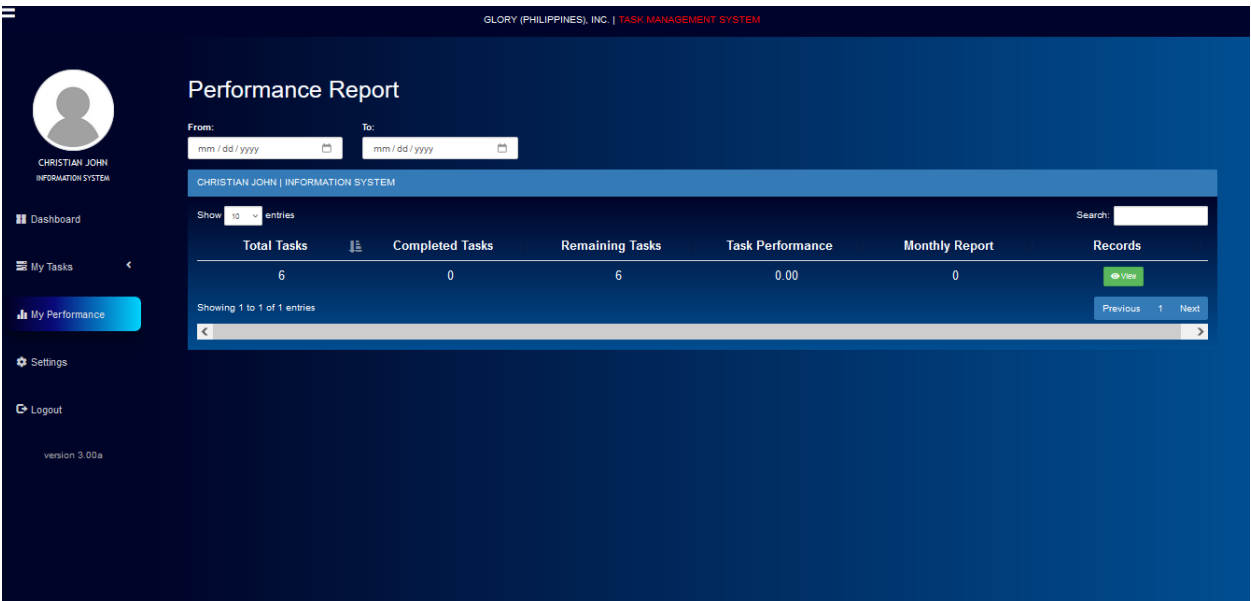 GLORY (PHILIPPINES), INC. | TASK MANAGEMENT SYSTEM
CHRISTIAN JOHN
INFORMATION SYSTEM
Dashboard
My Tasks
My Performance
Settings
Logout
version 3.00a
Performance Report
From: To:
mm / dd / yyyy mm / dd / yyyy
CHRISTIAN JOHN | INFORMATION SYSTEM
Show 10 entries Search:
Total Tasks Completed Tasks Remaining Tasks Task Performance Monthly Report Records
6 0 6 0.00 0 View
Showing 1 to 1 of 1 entries Previous 1 Next